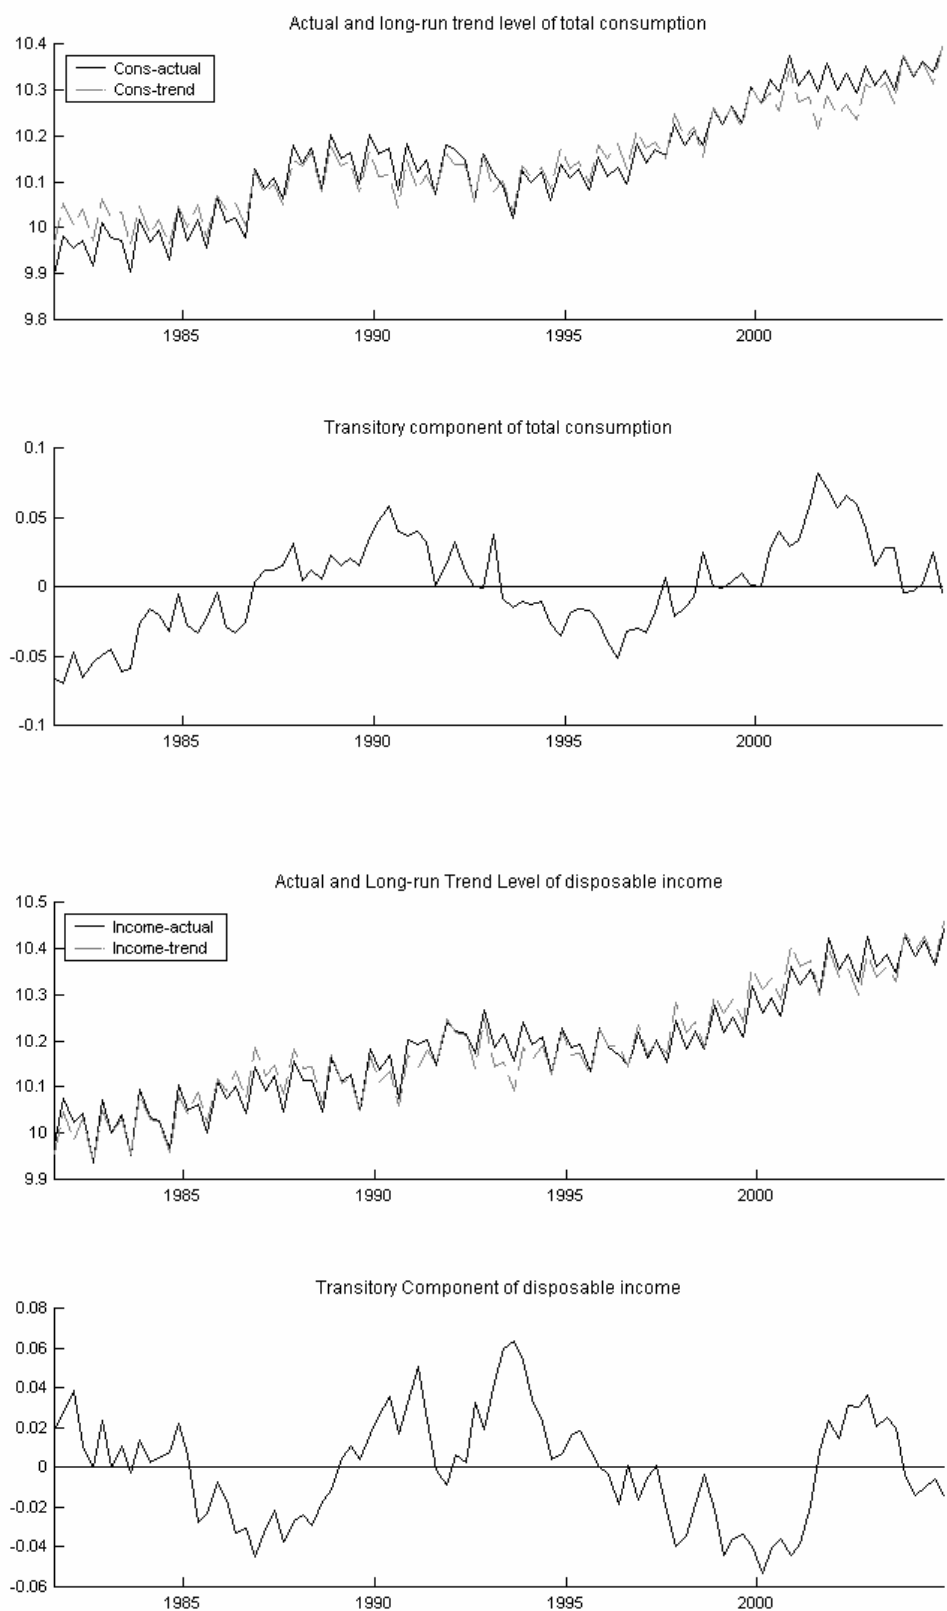 Actual and long-run trend level of total consumption
10.4
Cons-actual
Cons-trend
10.3
10.2
10.1
10
9.9
9.8
1985 1990 1995 2000
Transitory component of total consumption
0.1
0.05
0
-0.05
-0.1
1985 1990 1995 2000
Actual and Long-run Trend Level of disposable income
10.5
Income-actual
Income-trend
10.4
10.3
10.2
10.1
10
9.9
1985 1990 1995 2000
Transitory Component of disposable income
0.08
0.06
0.04
0.02
0
-0.02
-0.04
-0.06
1985 1990 1995 2000